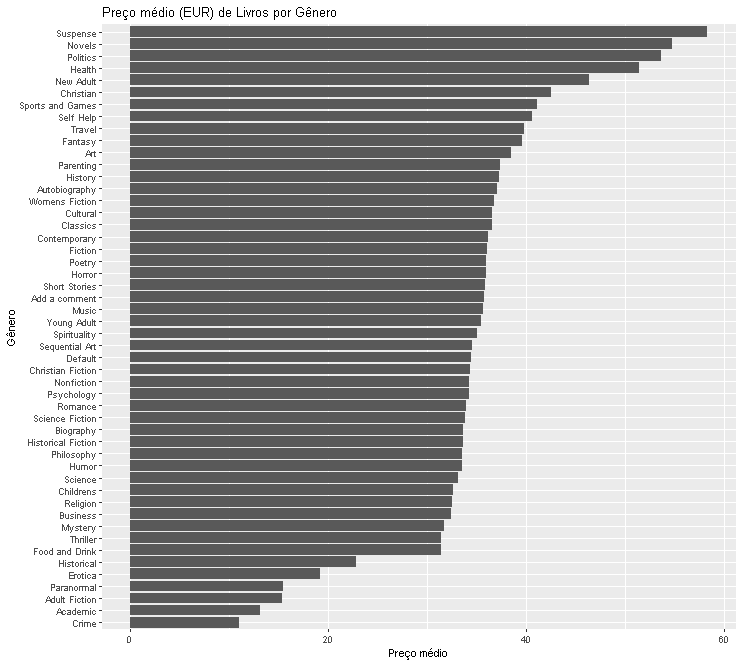 Preço médio (EUR) de Livros por Gênero
Suspense
Novels
Politics
Health
New Adult
Christian
Sports and Games
Self Help
Travel
Fantasy
Art
Parenting
History
Autobiography
Womens Fiction
Cultural
Classics
Contemporary
Fiction
Poetry
Horror
Short Stories
Add a comment
Music
Young Adult
Spirituality
Sequential Art
Default
Christian Fiction
Nonfiction
Psychology
Romance
Science Fiction
Biography
Historical Fiction
Philosophy
Humor
Science
Childrens
Religion
Business
Mystery
Thriller
Food and Drink
Historical
Erotica
Paranormal
Adult Fiction
Academic
Crime
Gênero
0 20 40 60
Preço médio